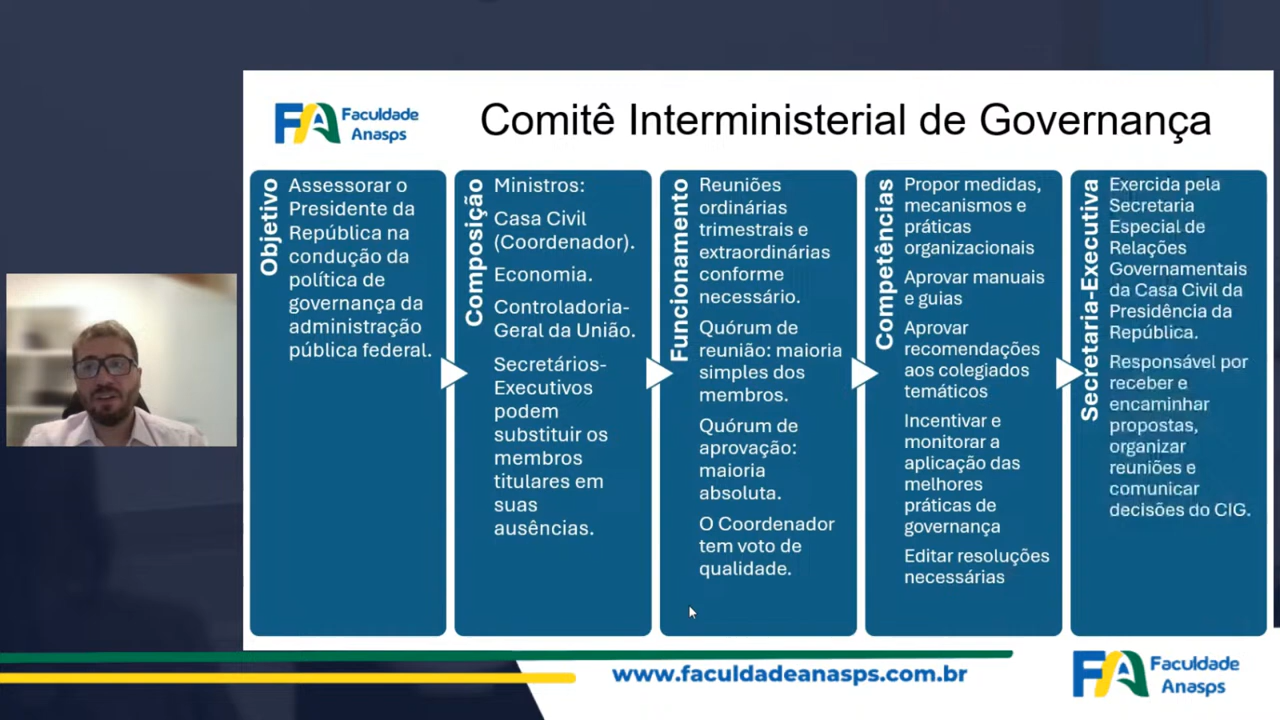 Faculdade
Anasps
Comitê Interministerial de Governança
Objetivo
Assessorar o
Presidente da
República na
condução da
política de
governança da
administração
pública federal.
Composição
Ministros:
Casa Civil
(Coordenador).
Economia.
Controladoria-
Geral da União.
Secretários-
Executivos
podem
substituir os
membros
titulares em
suas
ausências.
Funcionamento
Reuniões
ordinárias
trimestrais e
extraordinárias
conforme
necessário.
Quórum de
reunião: maioria
simples dos
membros.
Quórum de
aprovação:
maioria
absoluta.
O Coordenador
tem voto de
qualidade.
Competências
Propor medidas,
mecanismos e
práticas
organizacionais
Aprovar manuais
e guias
Aprovar
recomendações
aos colegiados
temáticos
Incentivar e
monitorar a
aplicação das
melhores
práticas de
governança
Editar resoluções
necessárias
Secretaria-Executiva
Exercida pela
Secretaria
Especial de
Relações
Governamentais
da Casa Civil da
Presidência da
República.
Responsável por
receber e
encaminhar
propostas,
organizar
reuniões e
comunicar
decisões do CIG.
www.faculdadeanasps.com.br
FA Faculdade
Anasps